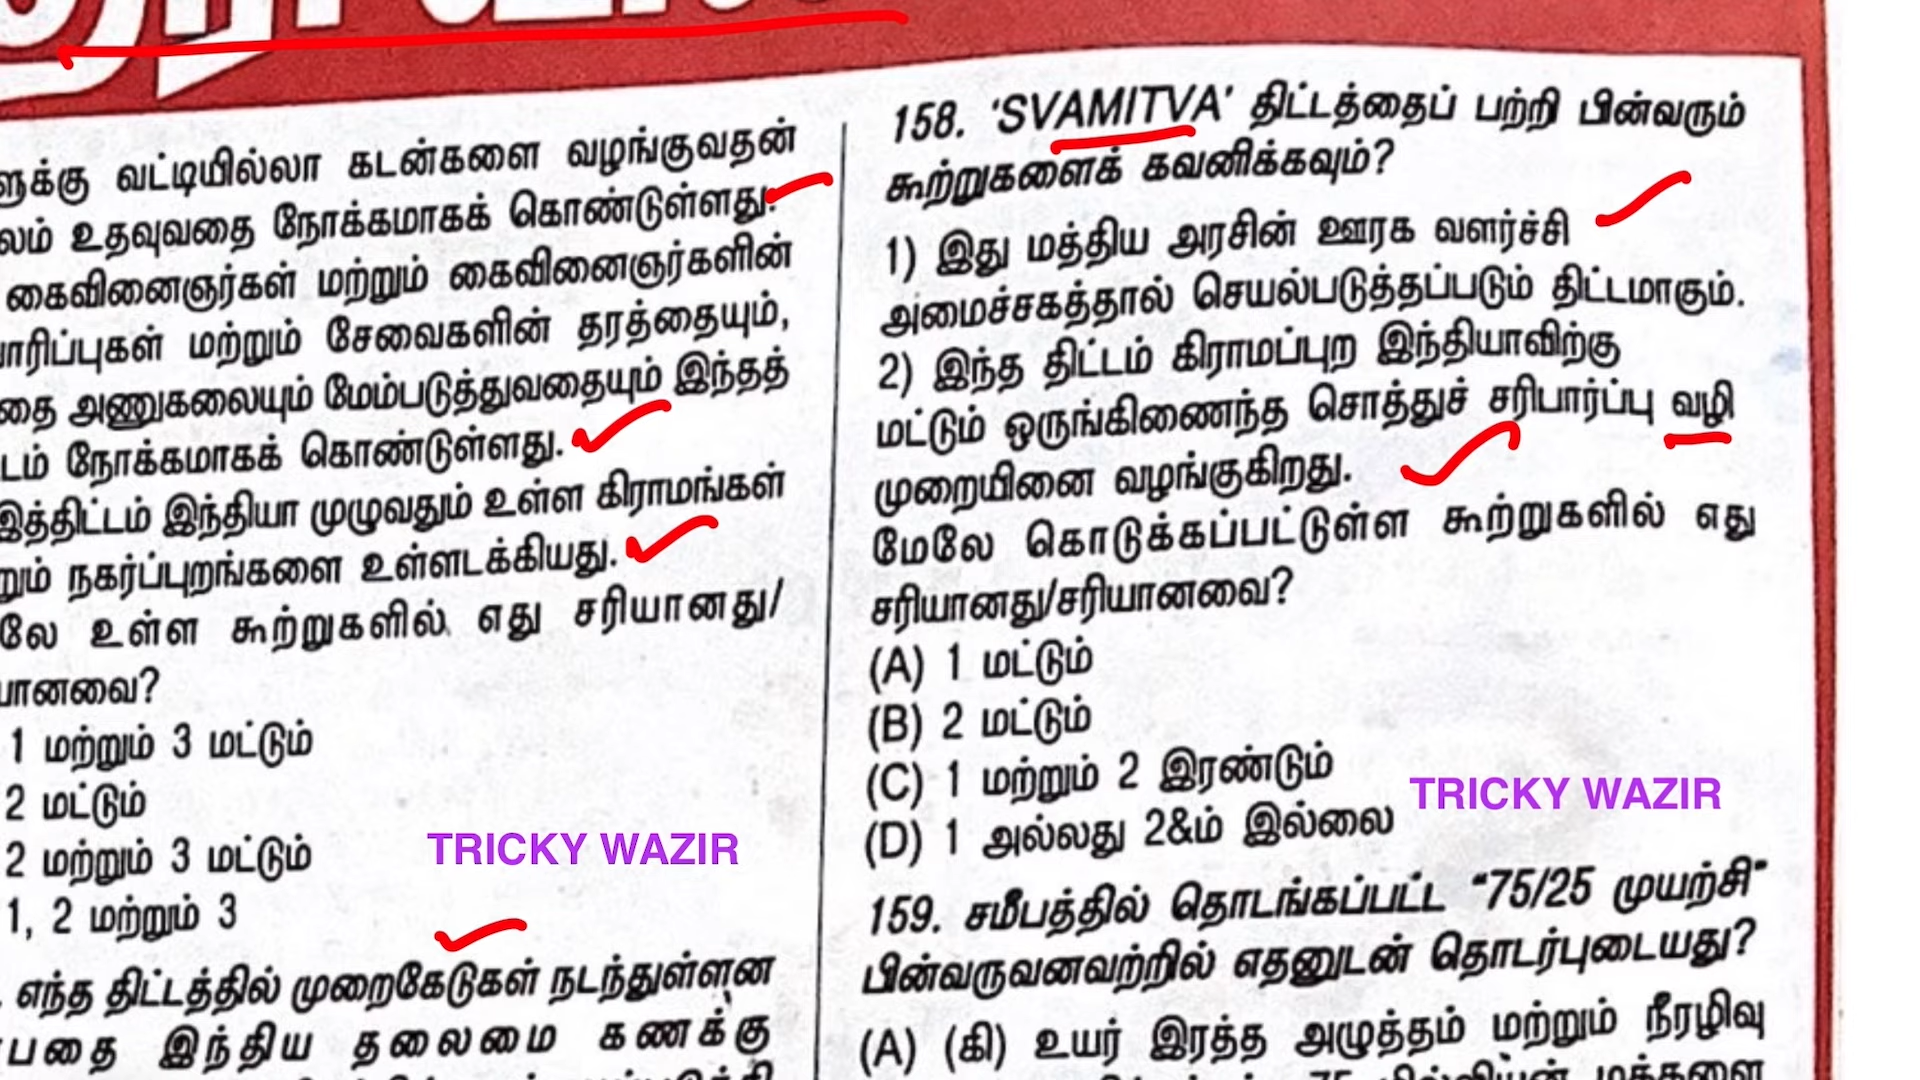 ளுக்கு வட்டியில்லா கடன்களை வழங்குவதன்
லம் உதவுவதை நோக்கமாகக் கொண்டுள்ளது.
கைவினைஞர்கள் மற்றும் கைவினைஞர்களின்
பாரிப்புகள் மற்றும் சேவைகளின் தரத்தையும்,
தை அணுகலையும் மேம்படுத்துவதையும் இந்தத்
டம் நோக்கமாகக் கொண்டுள்ளது.
இத்திட்டம் இந்தியா முழுவதும் உள்ள கிராமங்கள்
றும் நகர்ப்புறங்களை உள்ளடக்கியது.
லே உள்ள கூற்றுகளில் எது சரியானது/
யானவை?
1 மற்றும் 3 மட்டும்
2 மட்டும்
2 மற்றும் 3 மட்டும்
1, 2 மற்றும் 3
TRICKY WAZIR
எந்த திட்டத்தில் முறைகேடுகள் நடந்துள்ளன
பதை இந்திய தலைமை கணக்கு
158. 'SVAMITVA' திட்டத்தைப் பற்றி பின்வரும்
கூற்றுகளைக் கவனிக்கவும்?
1) இது மத்திய அரசின் ஊரக வளர்ச்சி
அமைச்சகத்தால் செயல்படுத்தப்படும் திட்டமாகும்.
2) இந்த திட்டம் கிராமப்புற இந்தியாவிற்கு
மட்டும் ஒருங்கிணைந்த சொத்துச் சரிபார்ப்பு வழி
முறையினை வழங்குகிறது.
மேலே கொடுக்கப்பட்டுள்ள கூற்றுகளில் எது
சரியானது/சரியானவை?
(A) 1 மட்டும்
(B) 2 மட்டும்
(C) 1 மற்றும் 2 இரண்டும்
(D) 1 அல்லது 2&ம் இல்லை
TRICKY WAZIR
159. சமீபத்தில் தொடங்கப்பட்ட "75/25 முயற்சி"
பின்வருவனவற்றில் எதனுடன் தொடர்புடையது?
(A) (கி) உயர் இரத்த அழுத்தம் மற்றும் நீரழிவு
75 மில்லியன் மக்களை